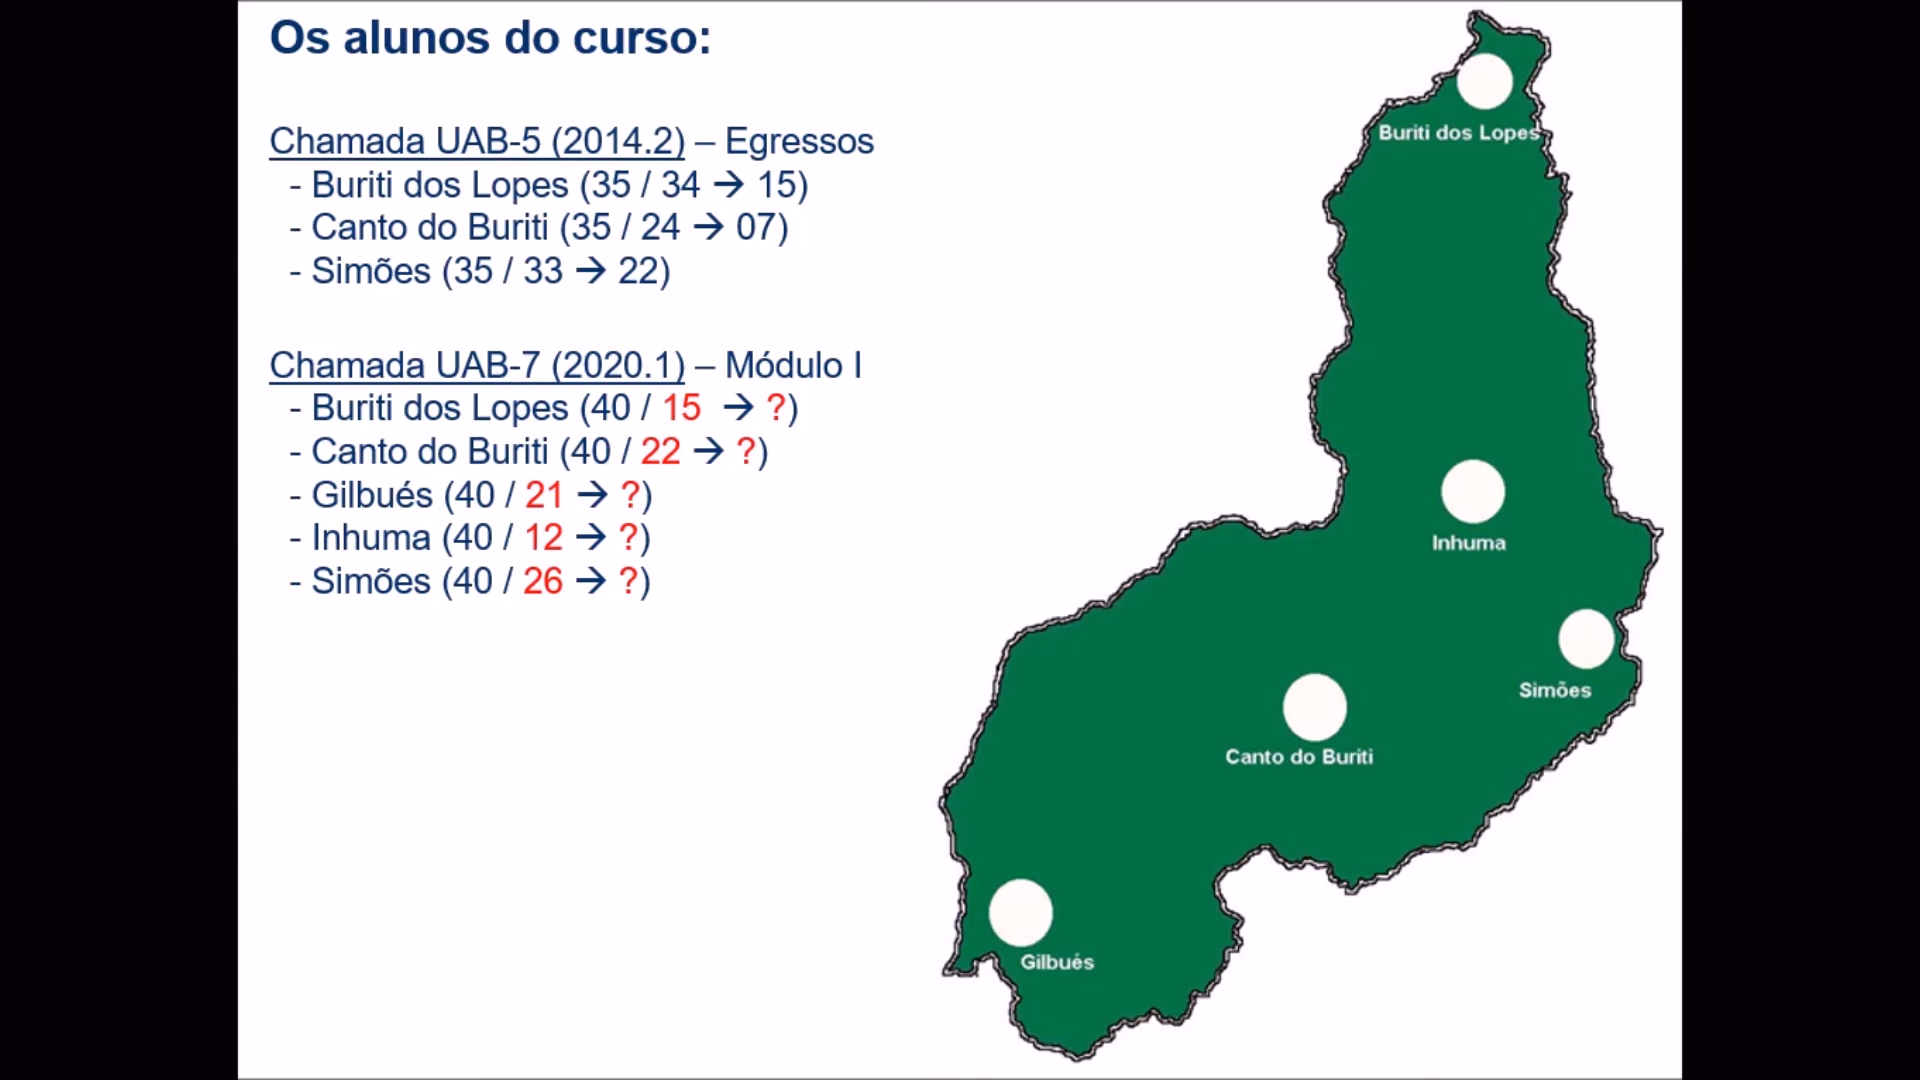 Os alunos do curso:
Chamada UAB-5 (2014.2) – Egressos
- Buriti dos Lopes (35 / 34 → 15)
- Canto do Buriti (35 / 24 → 07)
- Simões (35 / 33 → 22)
Chamada UAB-7 (2020.1) – Módulo I
- Buriti dos Lopes (40 / 15 → ?)
- Canto do Buriti (40 / 22 → ?)
- Gilbués (40 / 21 → ?)
- Inhuma (40 / 12 → ?)
- Simões (40 / 26 → ?)
Buriti dos Lopes
Inhuma
Simões
Canto do Buriti
Gilbués